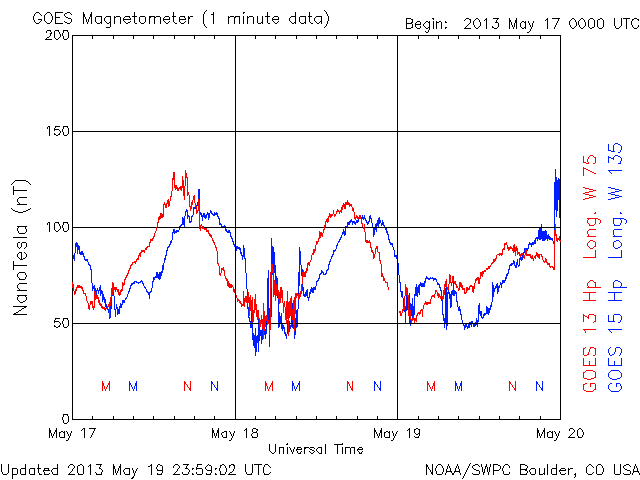 GOES Magnetometer (1 minute data)
Begin: 2013 May 17 0000 UTC
200
150
100
50
0
NanoTesla (nT)
M M N N M M N N M M N N
May 17 May 18 May 19 May 20
Universal Time
GOES 13 Hp Long. W 75
GOES 15 Hp Long. W 135
Updated 2013 May 19 23:59:02 UTC
NOAA/SWPC Boulder, CO USA